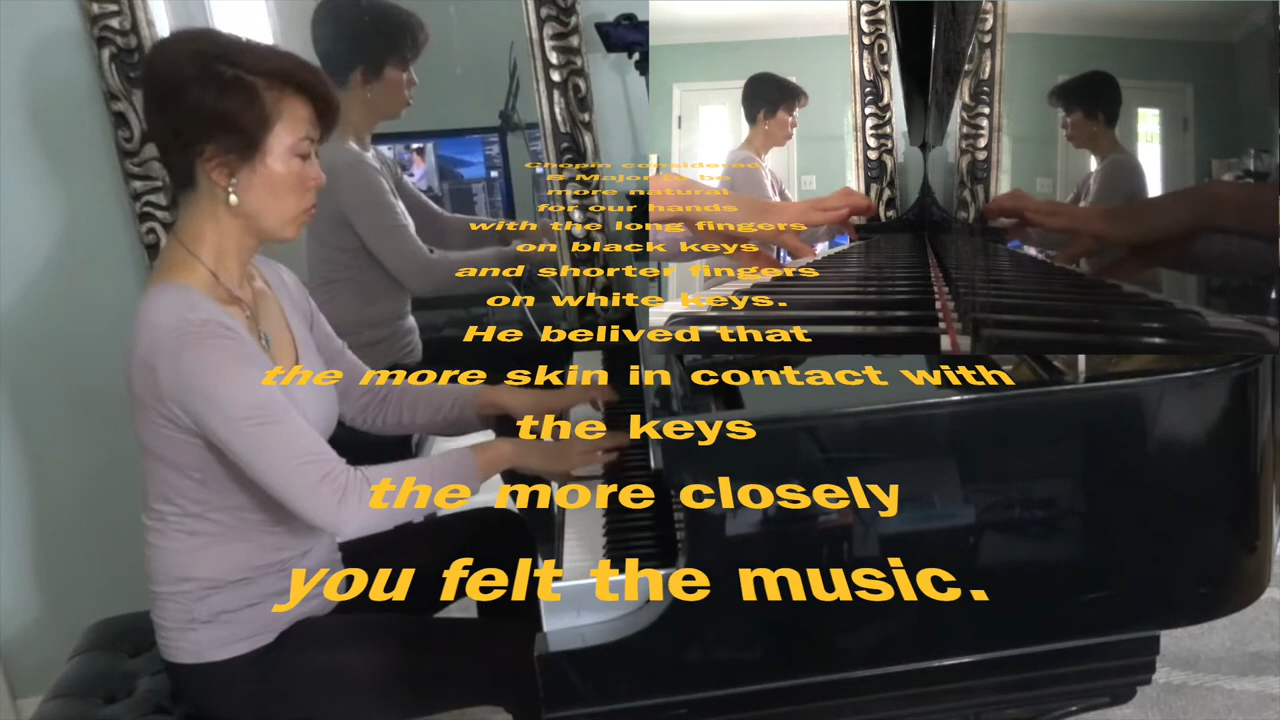 Chopin considered
B Major to be
more natural
for our hands
with the long fingers
on black keys
and shorter fingers
on white keys.
He belived that
the more skin in contact with
the keys
the more closely
you felt the music.